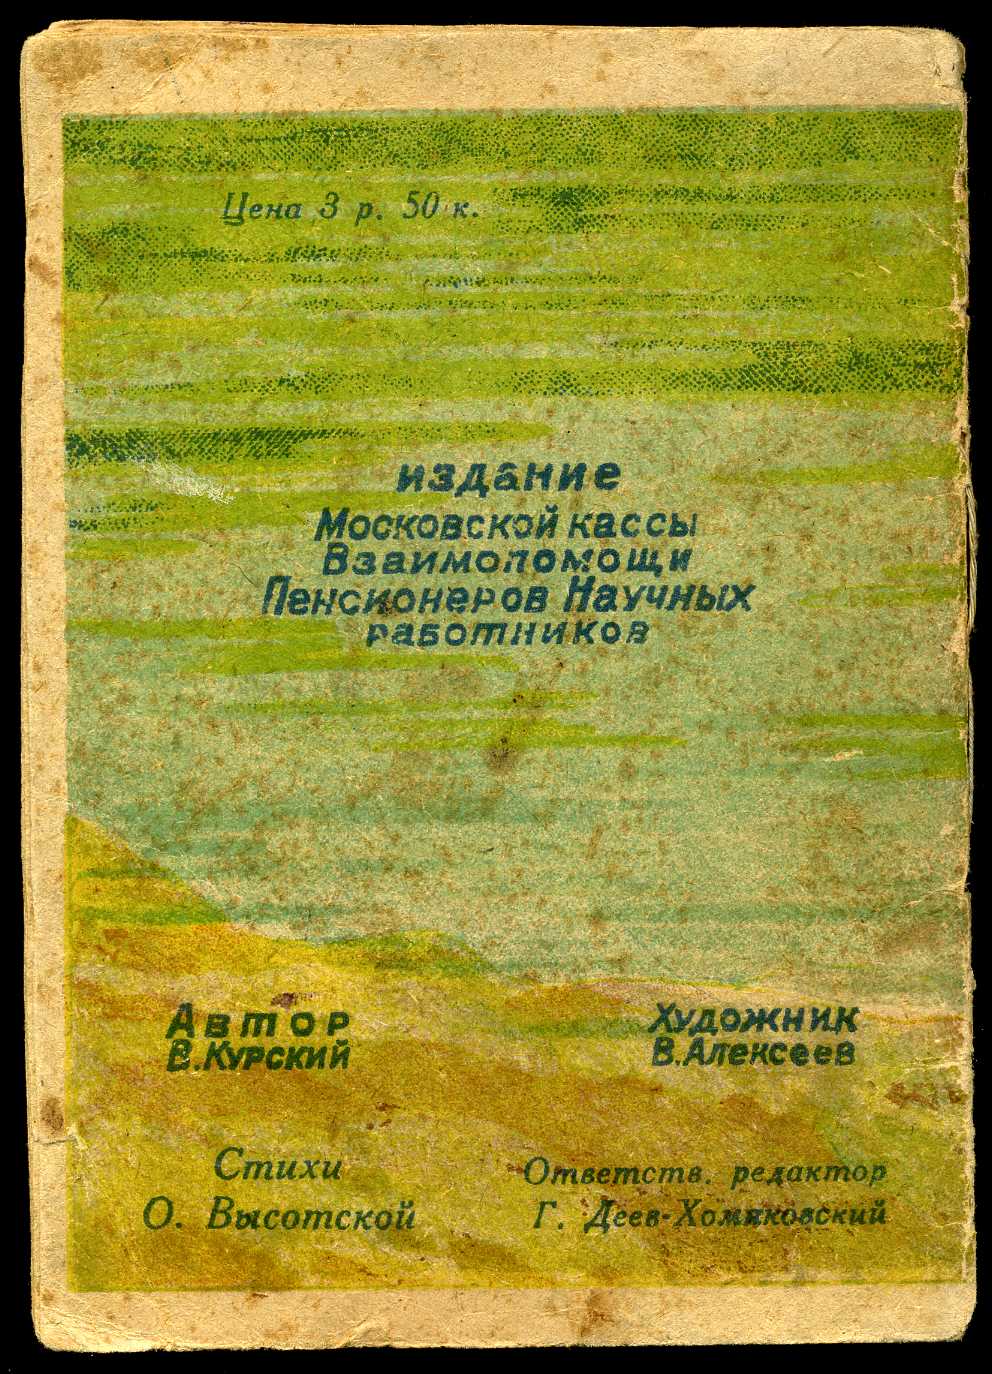 Цена 3 р. 50 к.
издание
Московской кассы
Взаимопомощи
Пенсионеров Научных
работников
Автор
В.Курский
Художник
В.Алексеев
Стихи
О. Высотской
Ответств. редактор
Г. Деев-Хомяковский